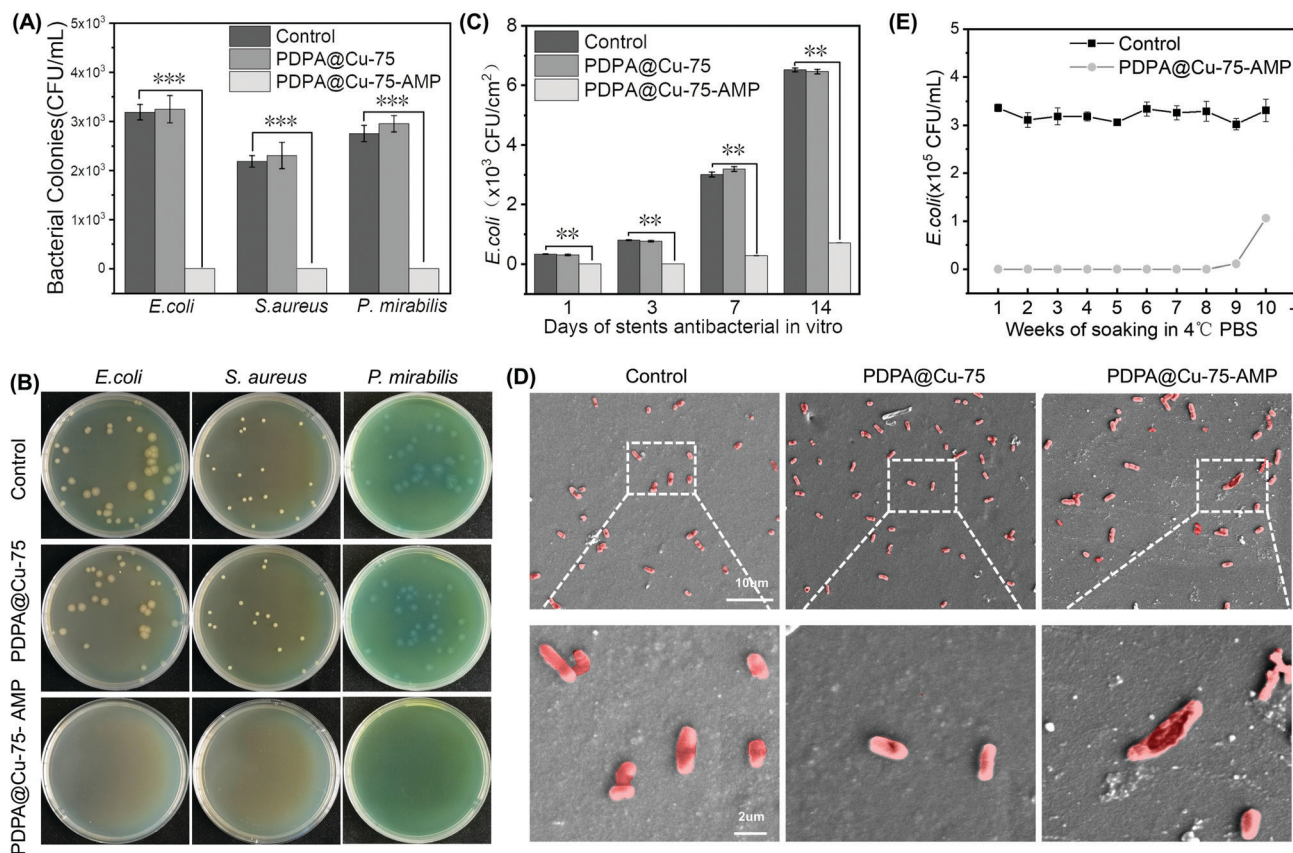 (A)
Bacterial Colonies(CFU/mL)
5x10³
4x10³
3x10³
2x10³
1x10³
0
Control
PDPA@Cu-75
PDPA@Cu-75-AMP
***
***
***
E.coli
S.aureus
P. mirabilis
(C)
E.coli (x10³ CFU/cm²)
8
6
4
2
0
Control
PDPA@Cu-75
PDPA@Cu-75-AMP
**
**
**
**
1
3
7
14
Days of stents antibacterial in vitro
(E)
E.coli(x10⁵ CFU/mL)
5
4
3
2
1
0
Control
PDPA@Cu-75-AMP
1 2 3 4 5 6 7 8 9 10
Weeks of soaking in 4℃ PBS
(B)
E.coli
S. aureus
P. mirabilis
Control
PDPA@Cu-75
PDPA@Cu-75- AMP
(D)
Control
PDPA@Cu-75
PDPA@Cu-75-AMP
10um
2um